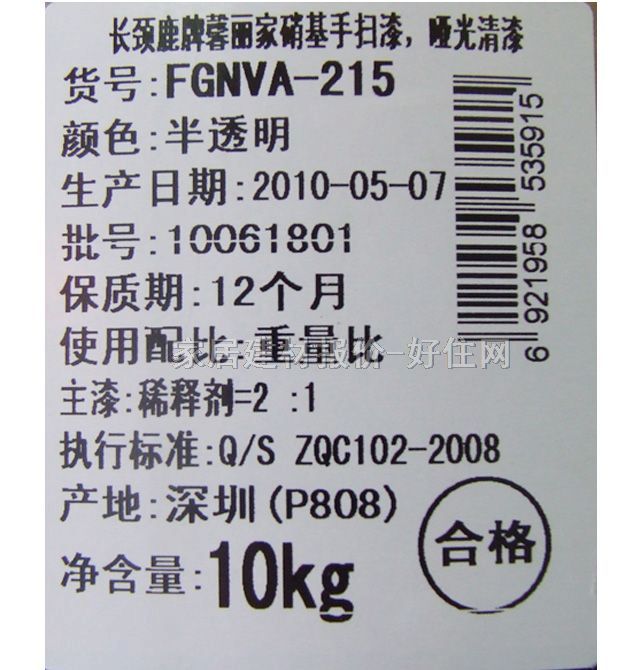 长颈鹿牌馨丽家硝基手扫漆，哑光清漆
货号:FGNVA-215
颜色:半透明
生产日期:2010-05-07
批号:10061801
保质期:12个月
使用配比:重量比
家居建材报价-好住网
主漆:稀释剂=2 :1
执行标准:Q/S ZQC102-2008
产地:深圳(P808)
净含量:10kg
合格
6 921958 535915